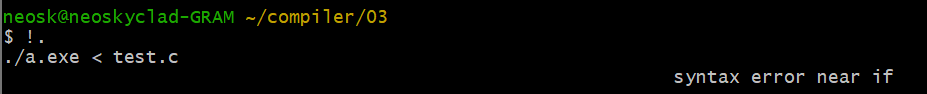 neosk@neoskyclad-GRAM ~/compiler/03
$ !.
./a.exe < test.c
syntax error near if